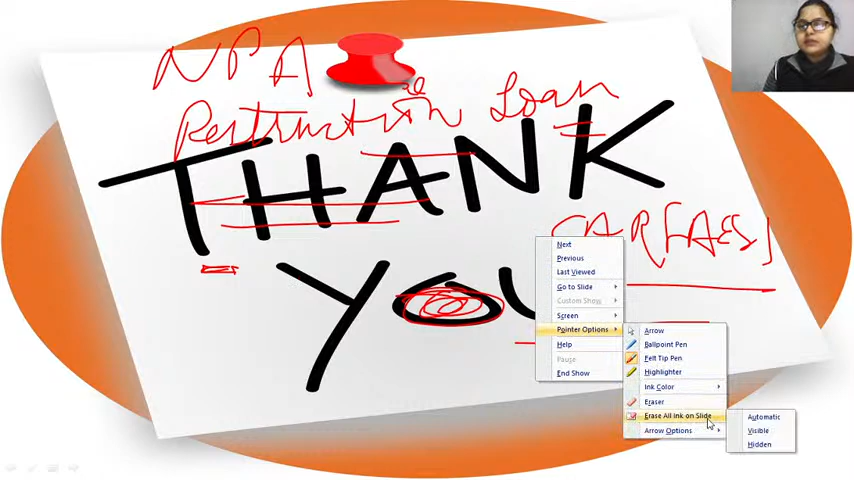 NPA
Restruction Loan
THANK
YOU
Next
Previous
Last Viewed
Go to Slide
Custom Show
Screen
Pointer Options
Help
Pause
End Show
Arrow
Ballpoint Pen
Felt Tip Pen
Highlighter
Ink Color
Eraser
Erase All Ink on Slide
Arrow Options
Automatic
Visible
Hidden